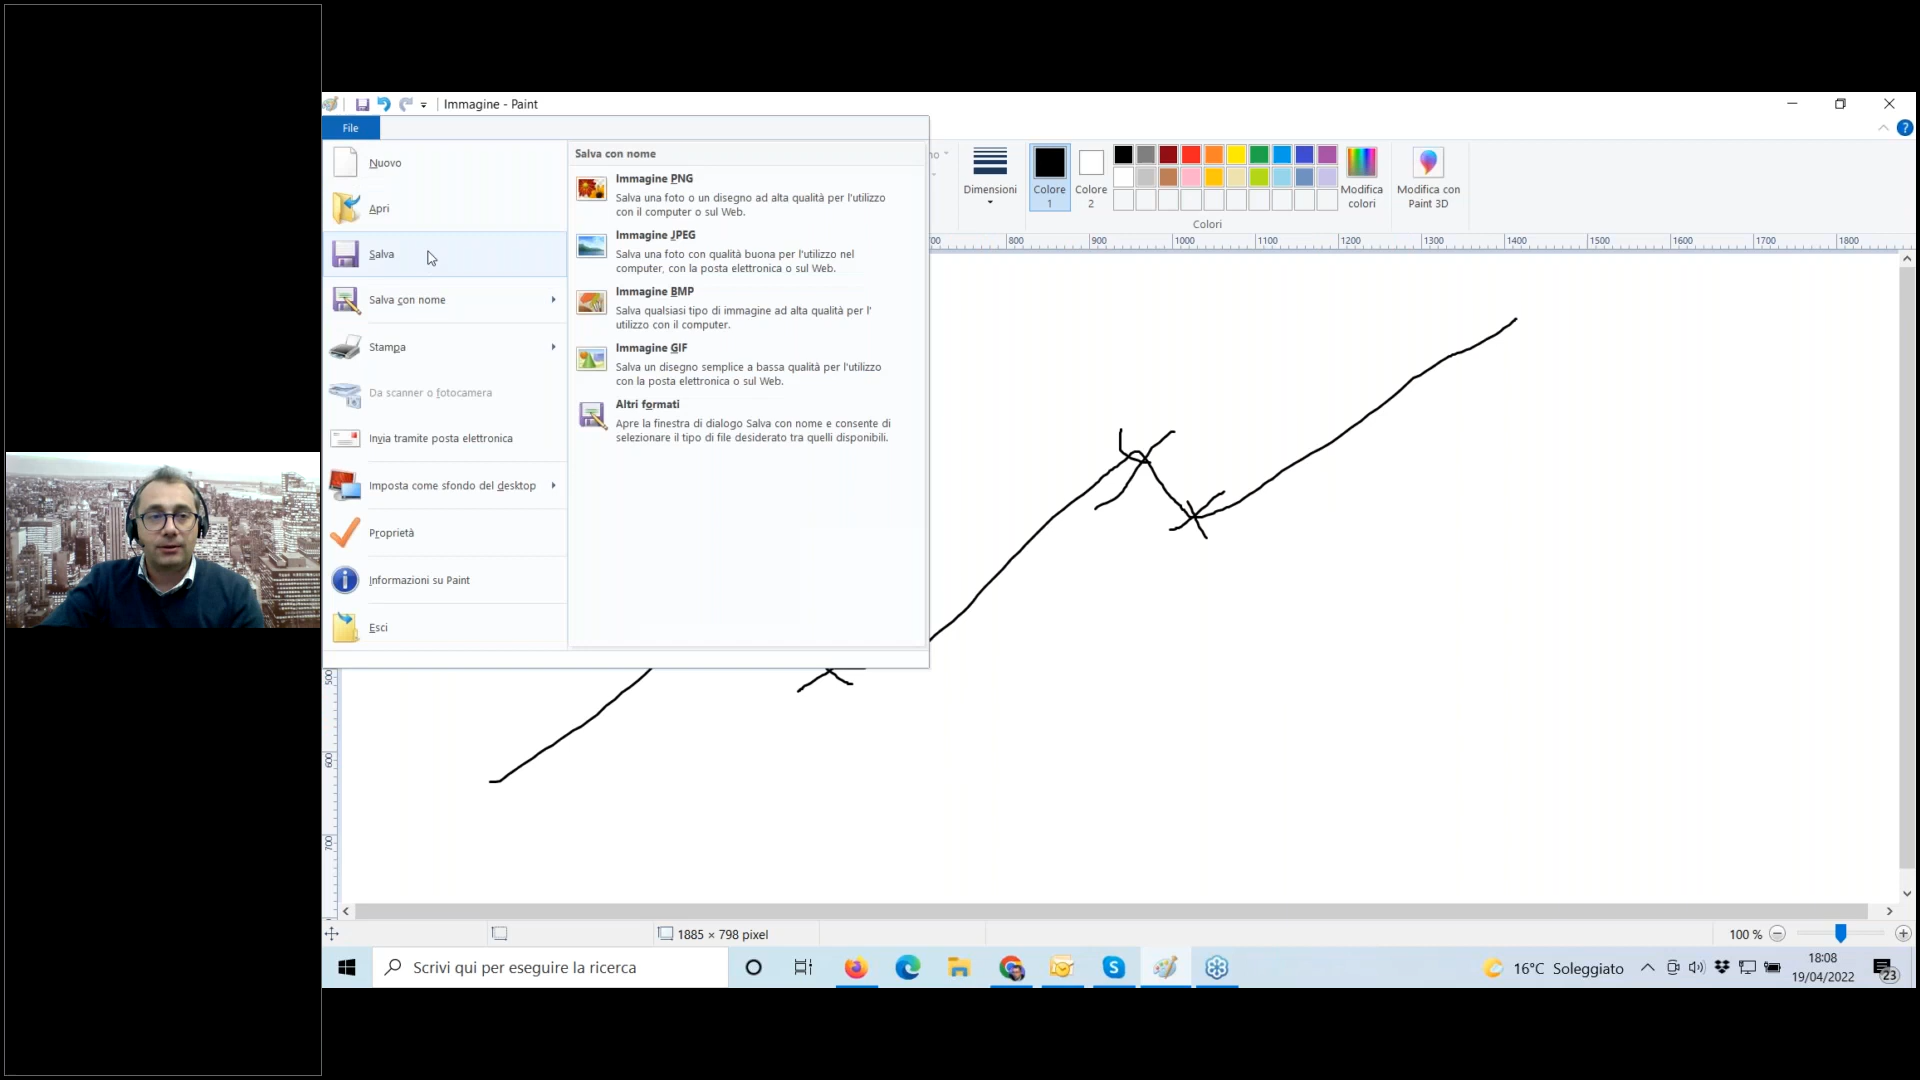 Immagine - Paint
File
Nuovo
Apri
Salva
Salva con nome
Stampa
Da scanner o fotocamera
Invia tramite posta elettronica
Imposta come sfondo del desktop
Proprietà
Informazioni su Paint
Esci
Salva con nome
Immagine PNG
Salva una foto o un disegno ad alta qualità per l'utilizzo
con il computer o sul Web.
Immagine JPEG
Salva una foto con qualità buona per l'utilizzo nel
computer, con la posta elettronica o sul Web.
Immagine BMP
Salva qualsiasi tipo di immagine ad alta qualità per l'
utilizzo con il computer.
Immagine GIF
Salva un disegno semplice a bassa qualità per l'utilizzo
con la posta elettronica o sul Web.
Altri formati
Apre la finestra di dialogo Salva con nome e consente di
selezionare il tipo di file desiderato tra quelli disponibili.
Dimensioni
Colore
1
Colore
2
Modifica
colori
Modifica con
Paint 3D
Colori
800 900 1000 1100 1200 1300 1400 1500 1600 1700 1800
500
600
700
1885 × 798 pixel
100 %
Scrivi qui per eseguire la ricerca
16°C Soleggiato
18:08
19/04/2022
23